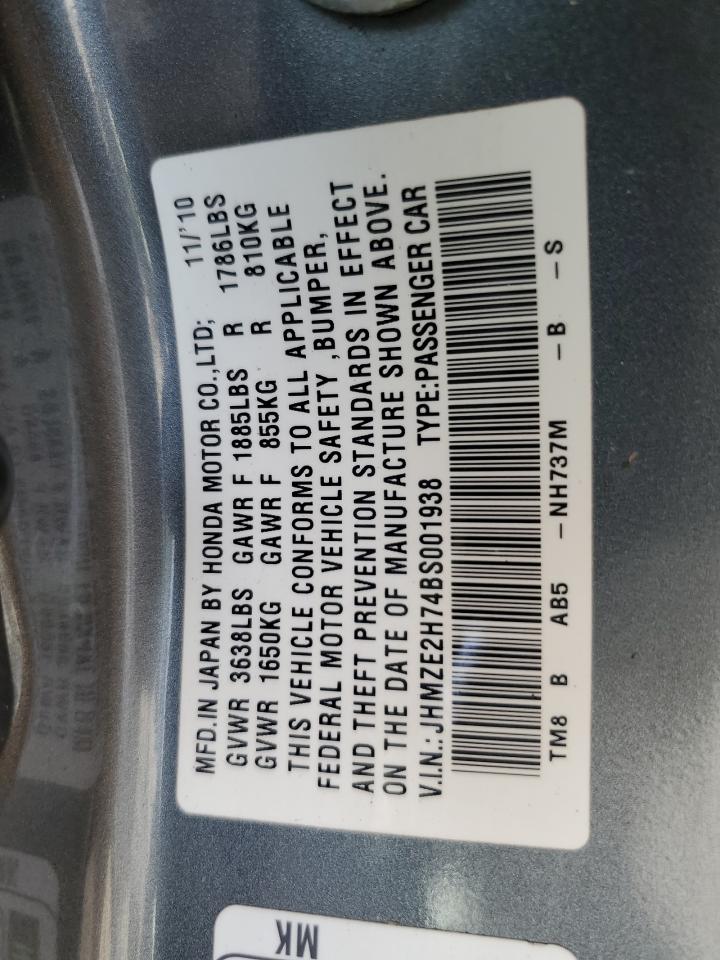 MFD.IN JAPAN BY HONDA MOTOR CO.,LTD; 11/'10
GVWR 3638LBS GAWR F 1885LBS R 1786LBS
GVWR 1650KG GAWR F 855KG R 810KG
THIS VEHICLE CONFORMS TO ALL APPLICABLE
FEDERAL MOTOR VEHICLE SAFETY ,BUMPER,
AND THEFT PREVENTION STANDARDS IN EFFECT
ON THE DATE OF MANUFACTURE SHOWN ABOVE.
V.I.N.: JHMZE2H74BS001938 TYPE:PASSENGER CAR
TM8 B AB5 -NH737M -B -S
MK